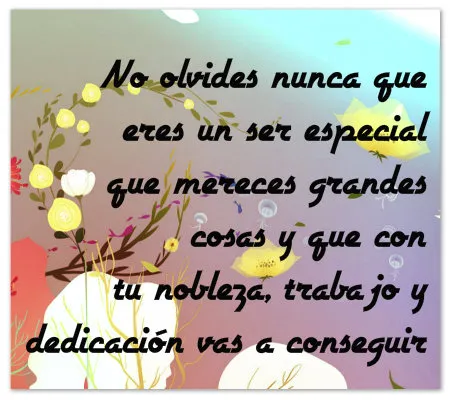 No olvides nunca que
eres un ser especial
que mereces grandes
cosas y que con
tu nobleza, trabajo y
dedicación vas a conseguir